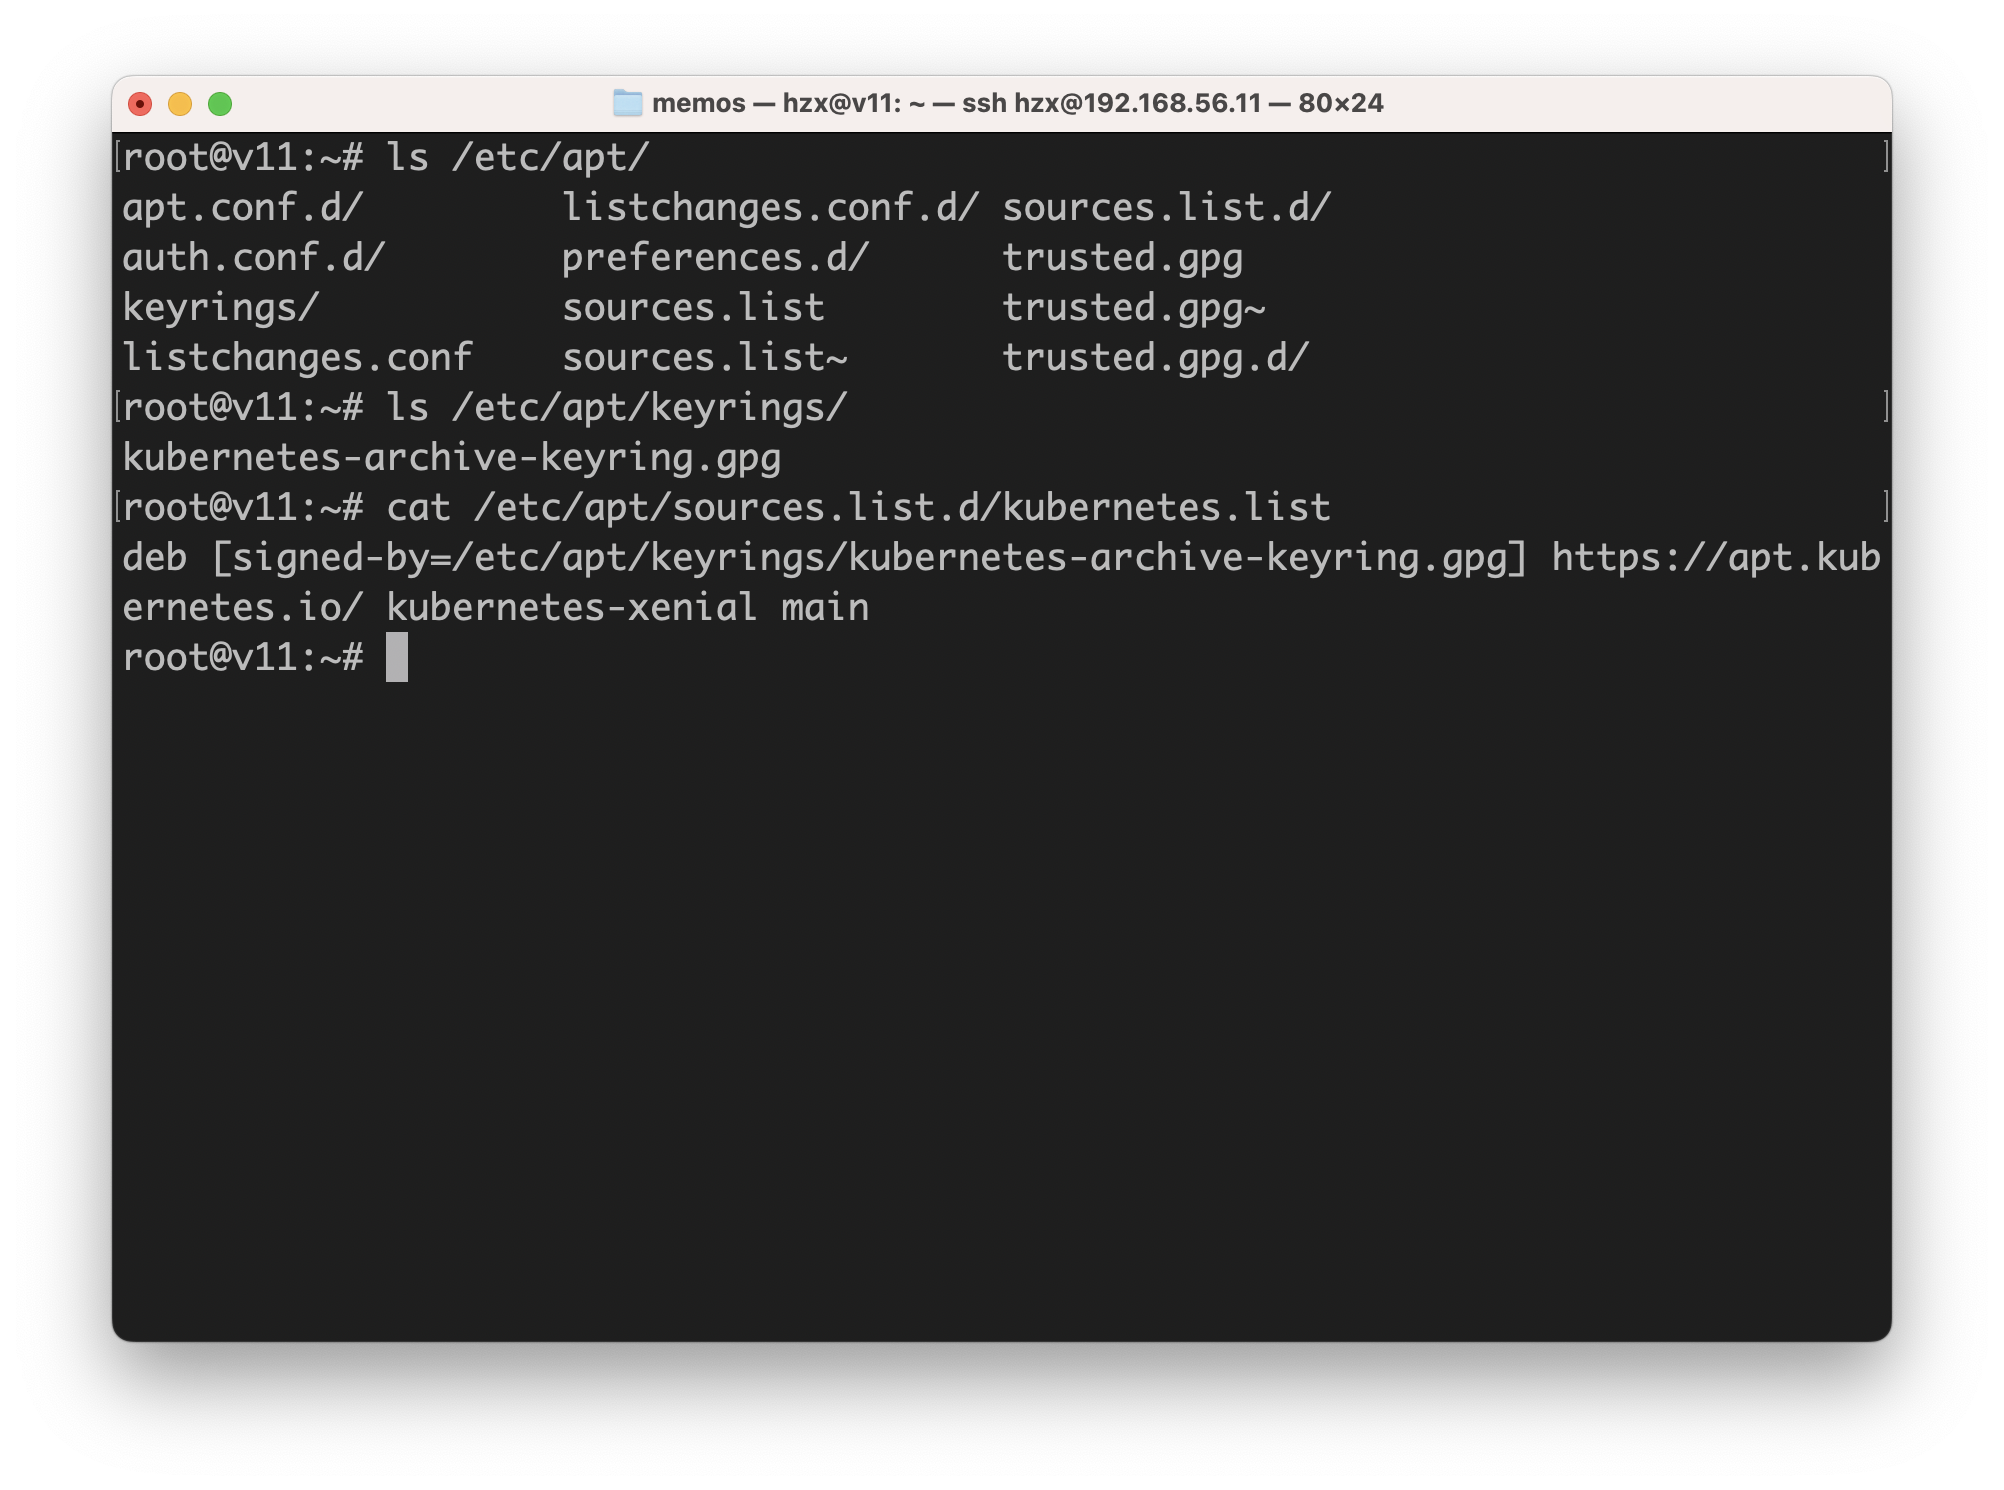 memos — hzx@v11: ~ — ssh hzx@192.168.56.11 — 80×24
[root@v11:~# ls /etc/apt/ ]
apt.conf.d/         listchanges.conf.d/ sources.list.d/
auth.conf.d/        preferences.d/      trusted.gpg
keyrings/           sources.list        trusted.gpg~
listchanges.conf    sources.list~       trusted.gpg.d/
[root@v11:~# ls /etc/apt/keyrings/ ]
kubernetes-archive-keyring.gpg
[root@v11:~# cat /etc/apt/sources.list.d/kubernetes.list ]
deb [signed-by=/etc/apt/keyrings/kubernetes-archive-keyring.gpg] https://apt.kub
ernetes.io/ kubernetes-xenial main
root@v11:~#